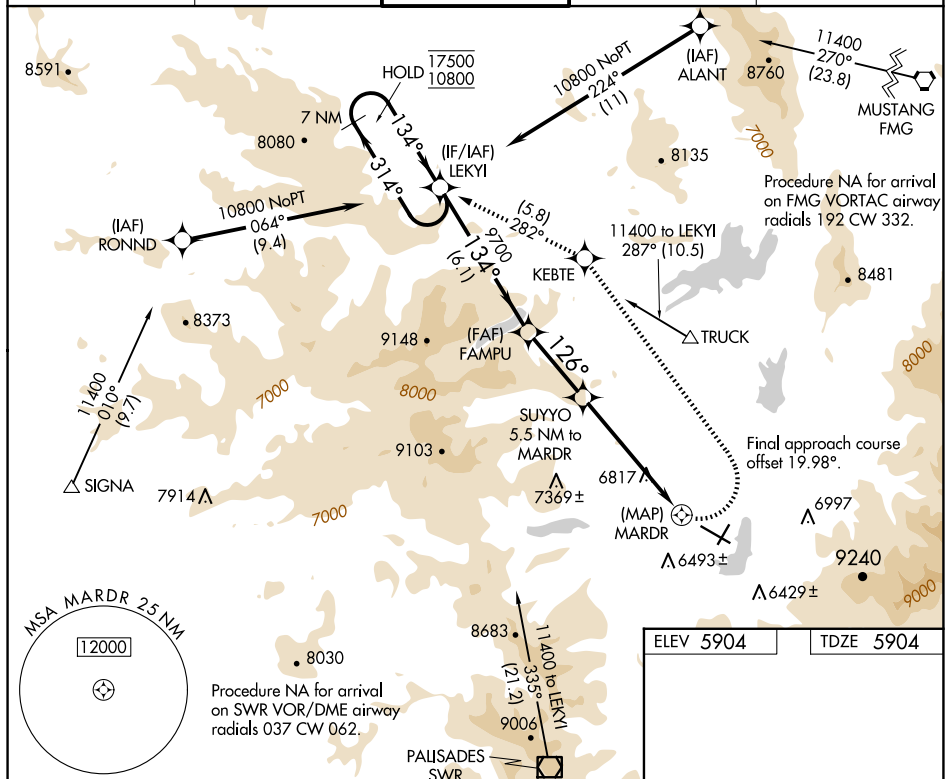 8591
HOLD 17500
10800
7 NM
134°
314°
8080
(IF/IAF)
LEKYI
10800 NoPT
224°
(11)
(IAF)
ALANT
8760
11400
270°
(23.8)
MUSTANG
FMG
7000
8135
Procedure NA for arrival
on FMG VORTAC airway
radials 192 CW 332.
(IAF)
RONND
10800 NoPT
064°
(9.4)
(5.8)
282°
9700
134°
(6.1)
KEBTE
11400 to LEKYI
287° (10.5)
TRUCK
8481
8373
9148
(FAF)
FAMPU
126°
8000
7000
8000
11400
010°
(9.7)
SIGNA
SUYYO
5.5 NM to
MARDR
9103
Final approach course
offset 19.98°.
7914
7000
7369±
6817
(MAP)
MARDR
6997
6493±
9240
6429±
9000
MSA MARDR 25 NM
12000
8683
11400 to LEKYI
335°
(21.2)
8030
Procedure NA for arrival
on SWR VOR/DME airway
radials 037 CW 062.
9006
PALISADES
SWR
ELEV 5904
TDZE 5904